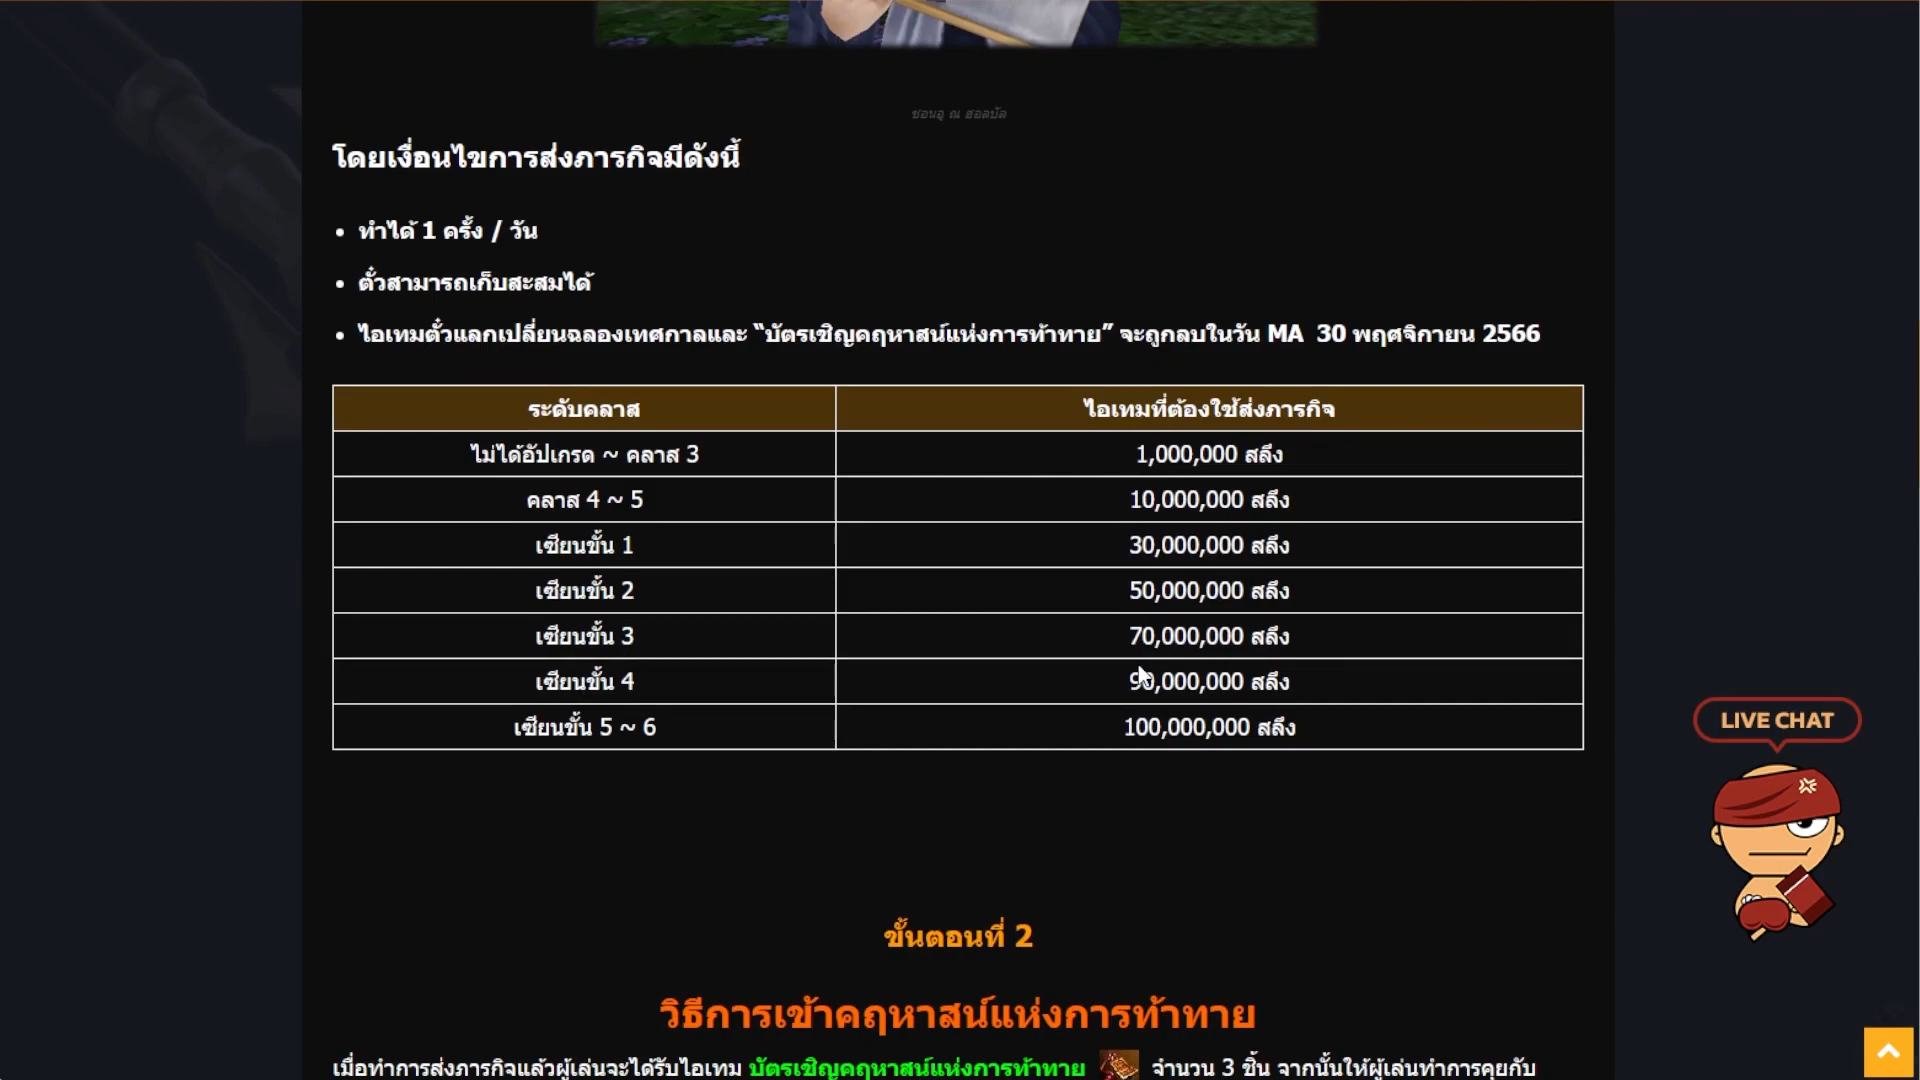 ชอนอู ณ ฮอลบัล
โดยเงื่อนไขการส่งภารกิจมีดังนี้
• ทำได้ 1 ครั้ง / วัน
• ตั๋วสามารถเก็บสะสมได้
• ไอเทมตั๋วแลกเปลี่ยนฉลองเทศกาลและ “บัตรเชิญคฤหาสน์แห่งการท้าทาย” จะถูกลบในวัน MA 30 พฤศจิกายน 2566
ระดับคลาส ไอเทมที่ต้องใช้ส่งภารกิจ
ไม่ได้อัปเกรด ~ คลาส 3 1,000,000 สลึง
คลาส 4 ~ 5 10,000,000 สลึง
เซียนขั้น 1 30,000,000 สลึง
เซียนขั้น 2 50,000,000 สลึง
เซียนขั้น 3 70,000,000 สลึง
เซียนขั้น 4 90,000,000 สลึง
เซียนขั้น 5 ~ 6 100,000,000 สลึง
LIVE CHAT
ขั้นตอนที่ 2
วิธีการเข้าคฤหาสน์แห่งการท้าทาย
เมื่อทำการส่งภารกิจแล้วผู้เล่นจะได้รับไอเทม บัตรเชิญคฤหาสน์แห่งการท้าทาย จำนวน 3 ชิ้น จากนั้นให้ผู้เล่นทำการคุยกับ